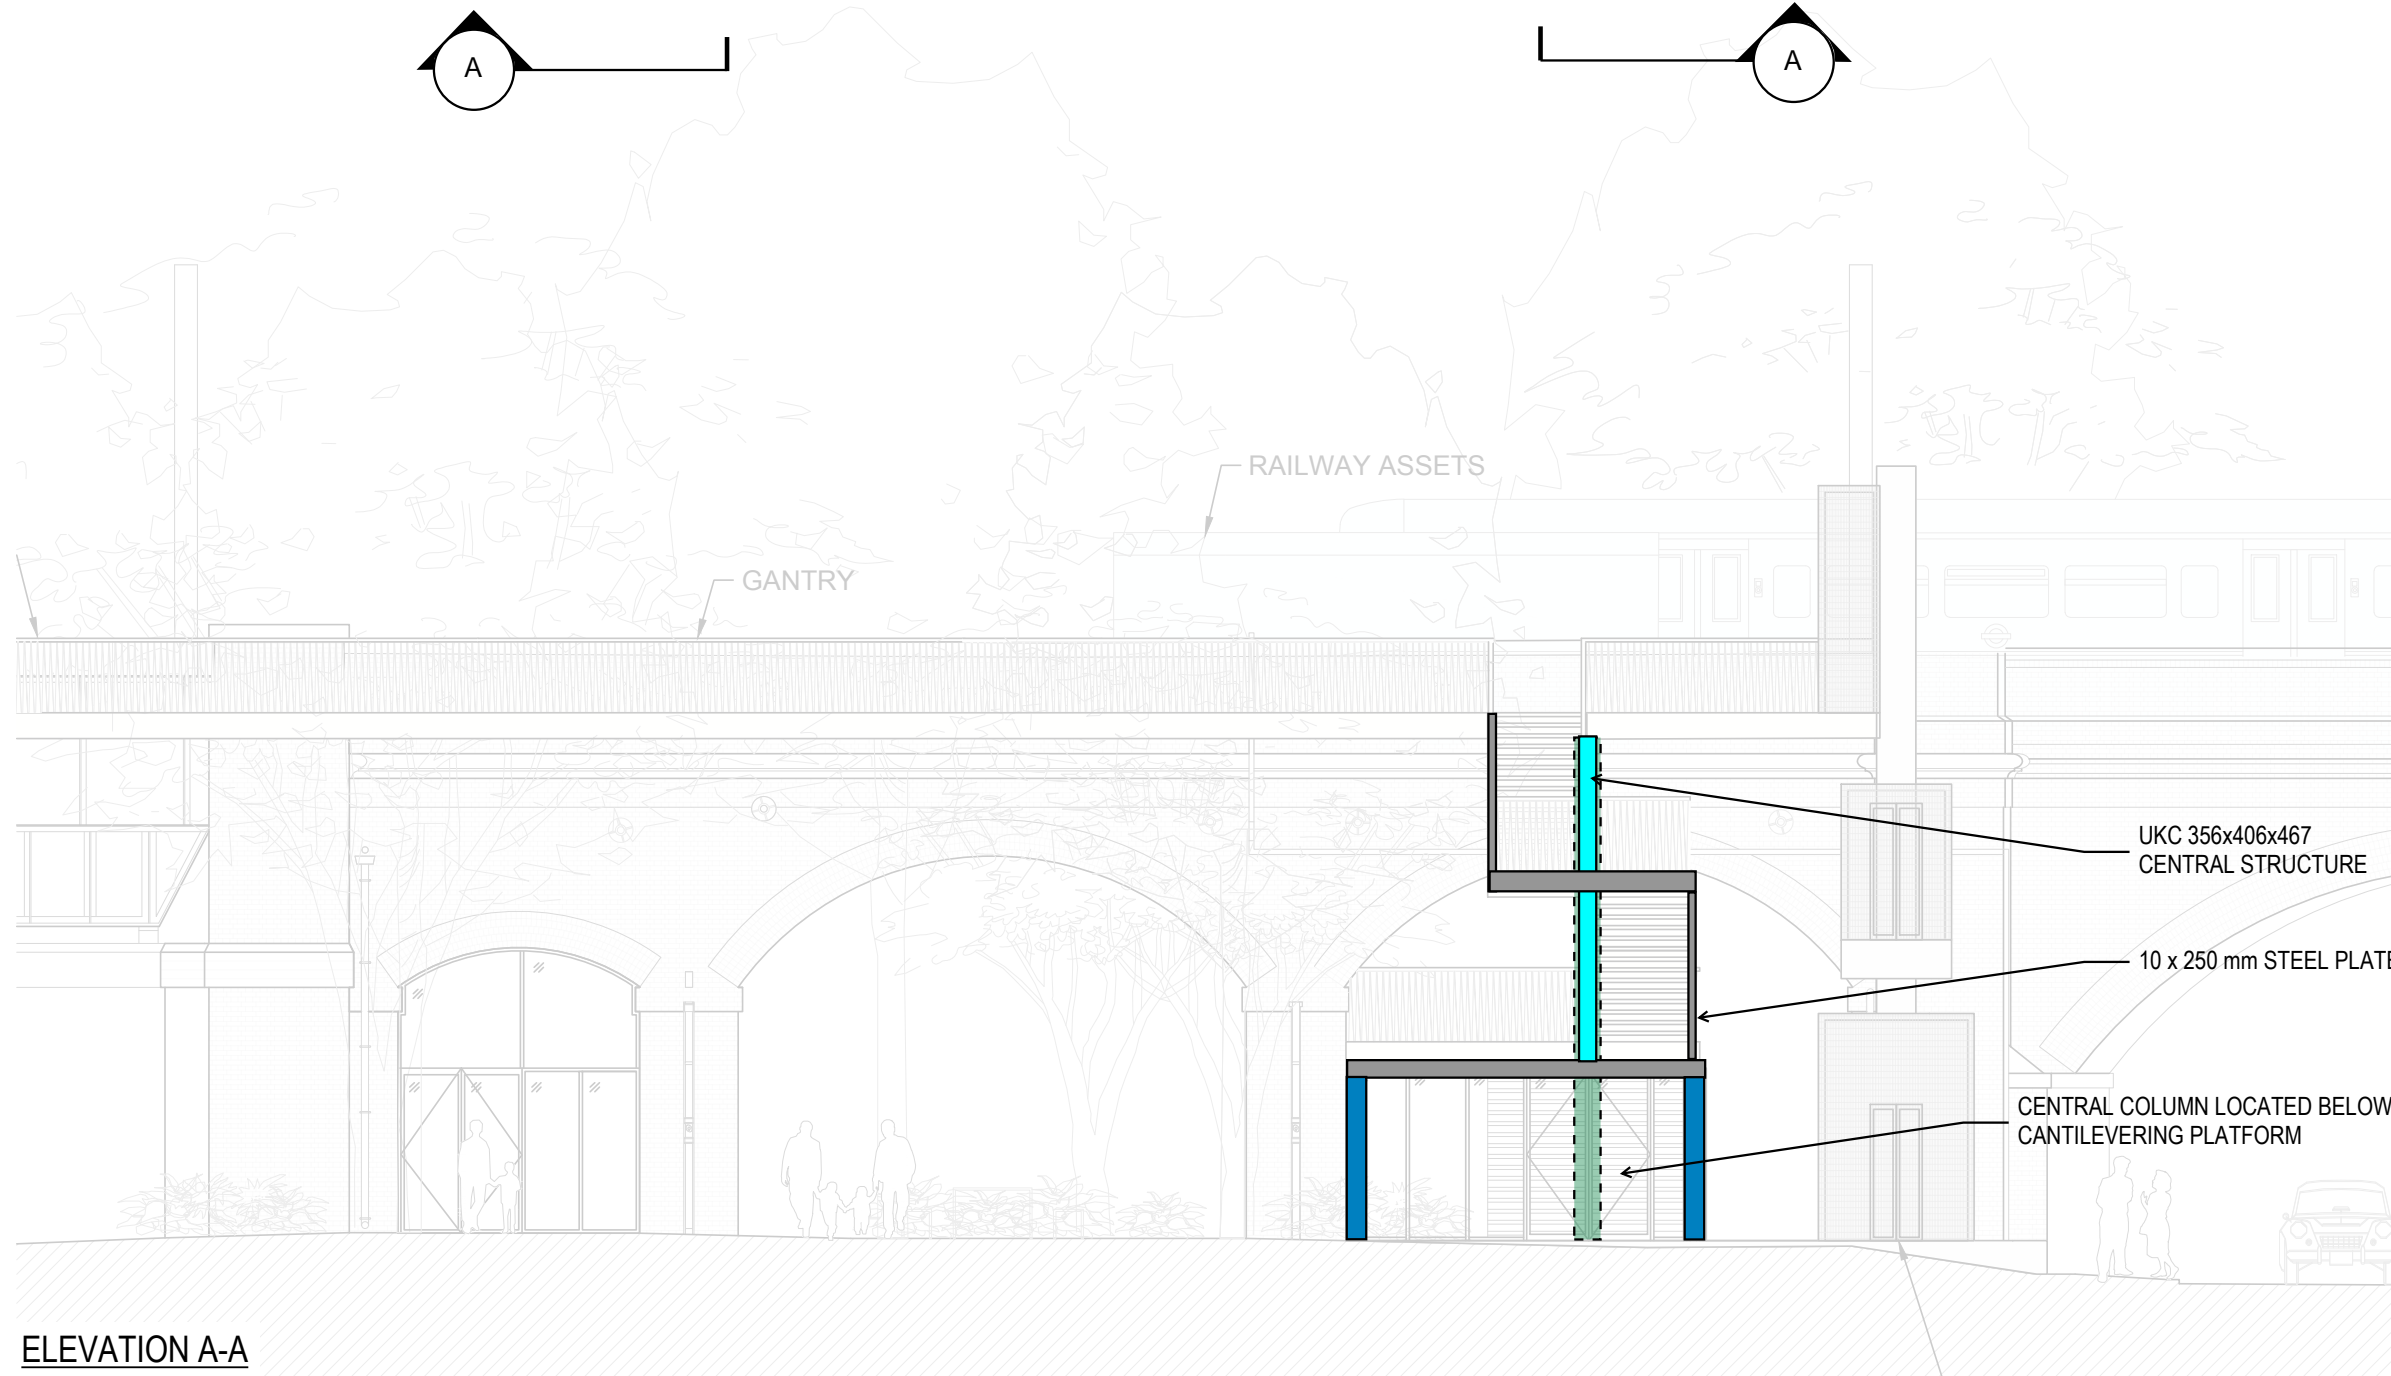 A
A
RAILWAY ASSETS
GANTRY
UKC 356x406x467
CENTRAL STRUCTURE
10 x 250 mm STEEL PLATE
CENTRAL COLUMN LOCATED BELOW
CANTILEVERING PLATFORM
ELEVATION A-A